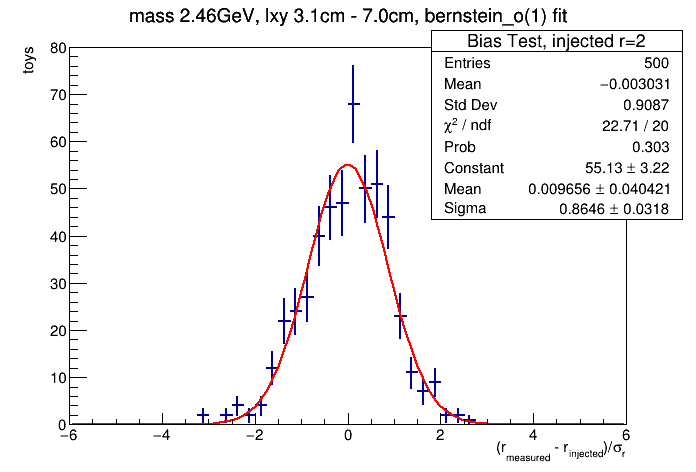 mass 2.46GeV, lxy 3.1cm - 7.0cm, bernstein_o(1) fit
Bias Test, injected r=2
Entries 500
Mean −0.003031
Std Dev 0.9087
χ² / ndf 22.71 / 20
Prob 0.303
Constant 55.13 ± 3.22
Mean 0.009656 ± 0.040421
Sigma 0.8646 ± 0.0318
toys
80
70
60
50
40
30
20
10
0
−6 −4 −2 0 2 4 6
(r_measured - r_injected)/σ_r